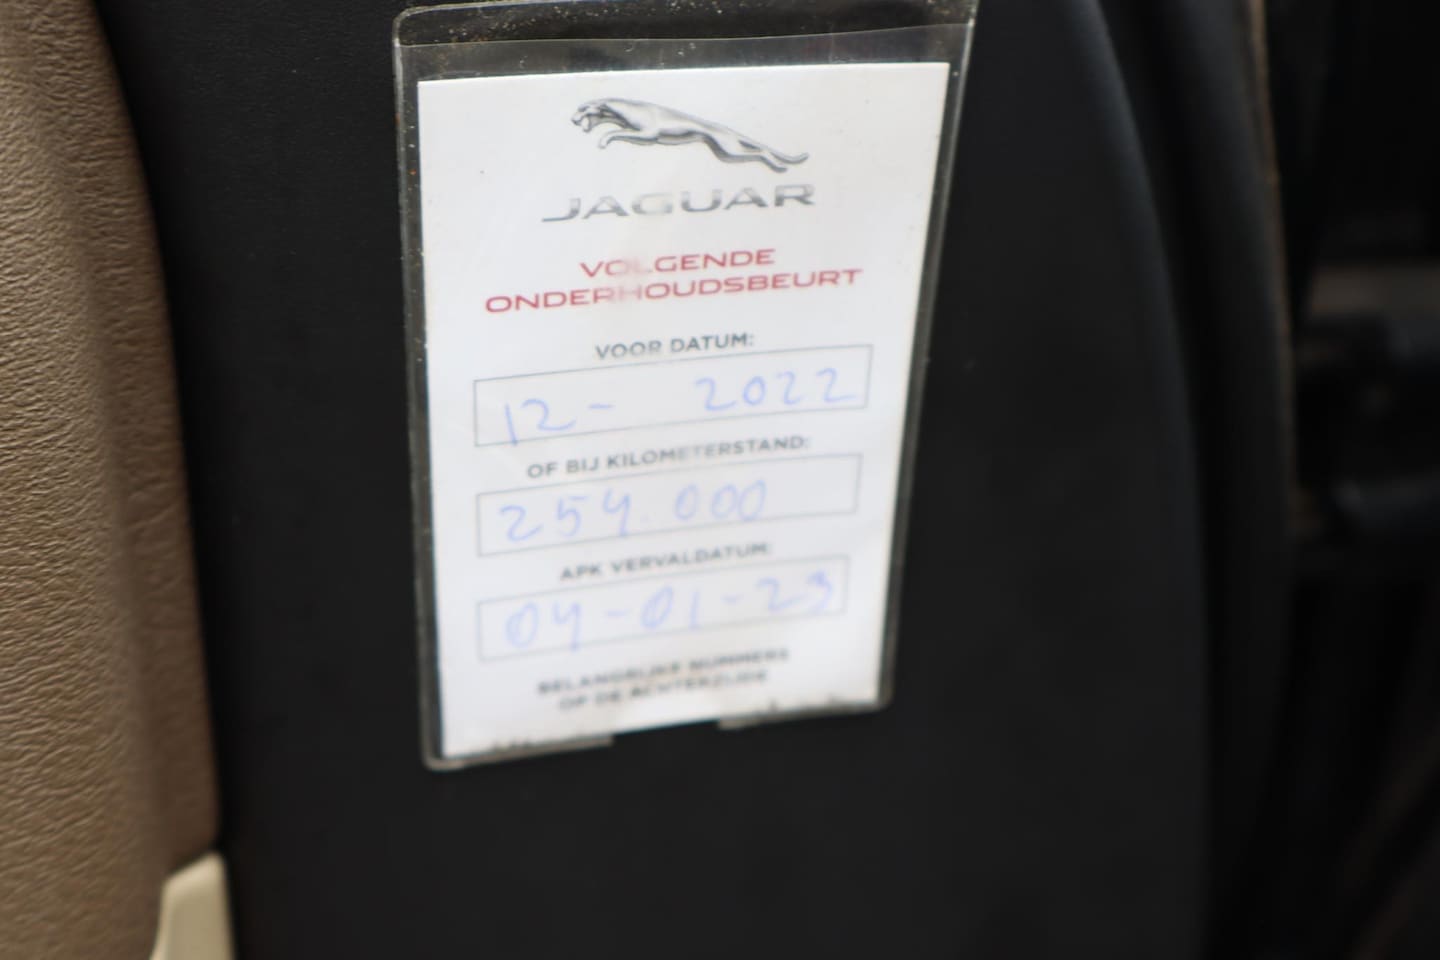 JAGUAR
VOLGENDE
ONDERHOUDSBEURT
VOOR DATUM:
12 - 2022
OF BIJ KILOMETERSTAND:
254.000
APK VERVALDATUM:
04-01-23
BELANGRIJKE NUMMERS
OP DE ACHTERZIJDE